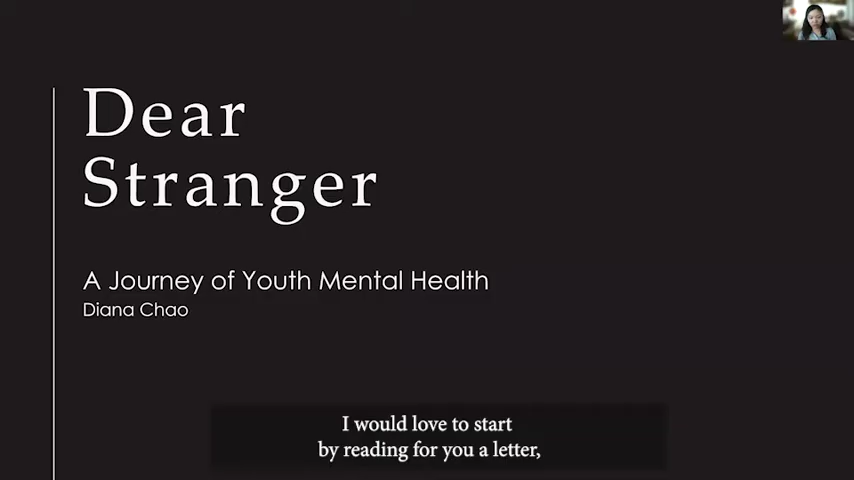 Dear
Stranger
A Journey of Youth Mental Health
Diana Chao
I would love to start
by reading for you a letter,